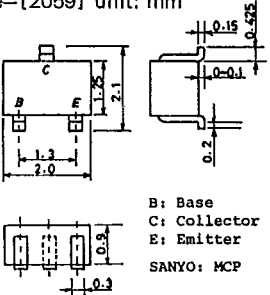 [2059] unit: mm
0.15
0.425
C
1.25
2.1
0~0.1
B
E
1.3
2.0
0.2
B: Base
C: Collector
E: Emitter
SANYO: MCP
0.9
0.3